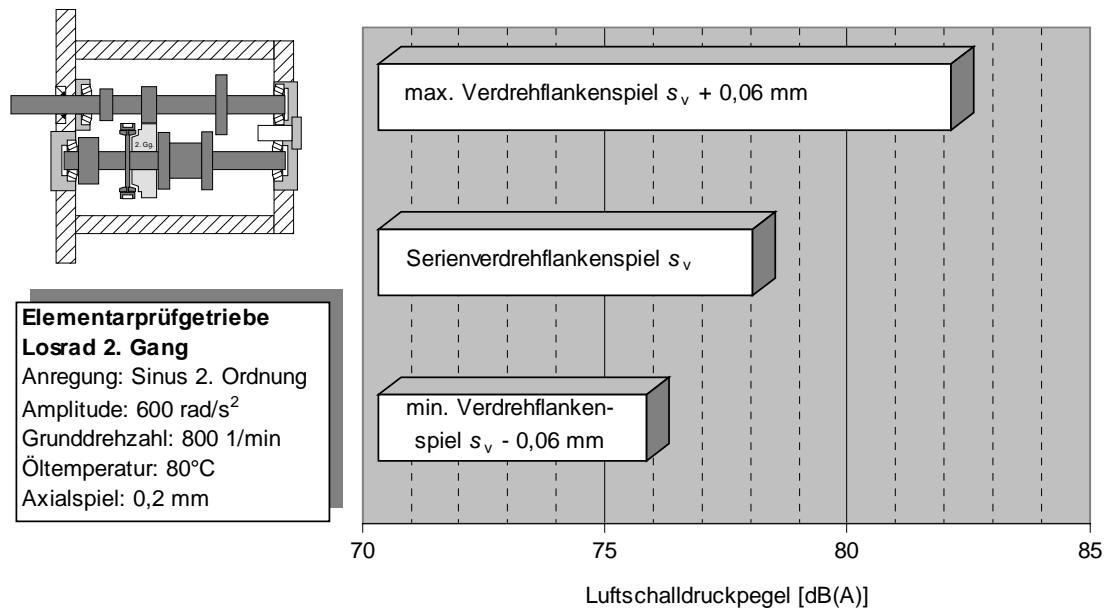 2. Gg.
Elementarprüfgetriebe
Losrad 2. Gang
Anregung: Sinus 2. Ordnung
Amplitude: 600 rad/s²
Grunddrehzahl: 800 1/min
Öltemperatur: 80°C
Axialspiel: 0,2 mm
max. Verdrehflankenspiel sᵥ + 0,06 mm
Serienverdrehflankenspiel sᵥ
min. Verdrehflanken-
spiel sᵥ - 0,06 mm
70 75 80 85
Luftschalldruckpegel [dB(A)]